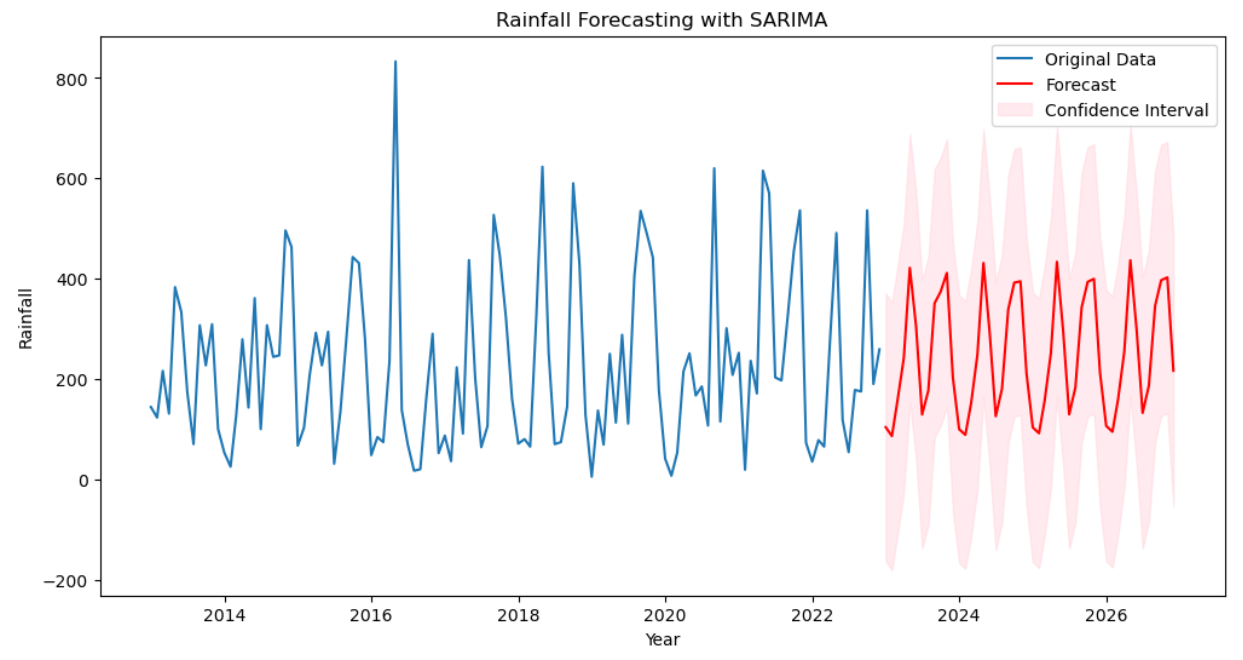 Rainfall Forecasting with SARIMA
Original Data
Forecast
Confidence Interval
Rainfall
800
600
400
200
0
−200
2014 2016 2018 2020 2022 2024 2026
Year